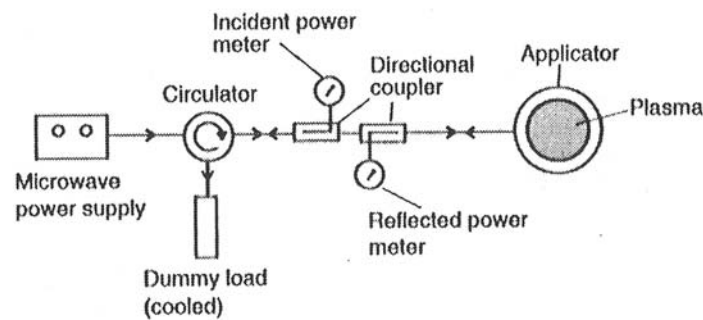 Incident power
meter
Directional
coupler
Applicator
Plasma
Circulator
Microwave
power supply
Reflected power
meter
Dummy load
(cooled)